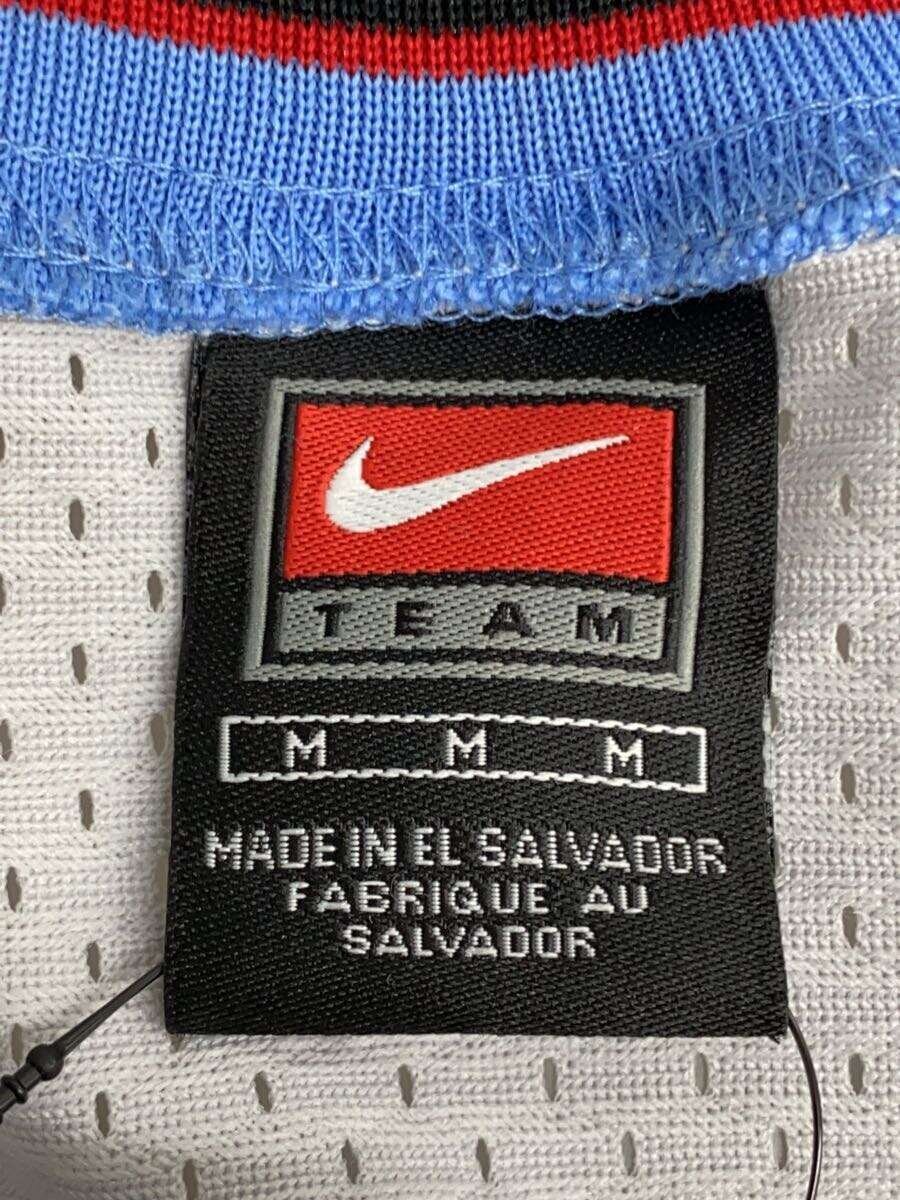 TEAM
M M M
MADE IN EL SALVADOR
FABRIQUE AU
SALVADOR